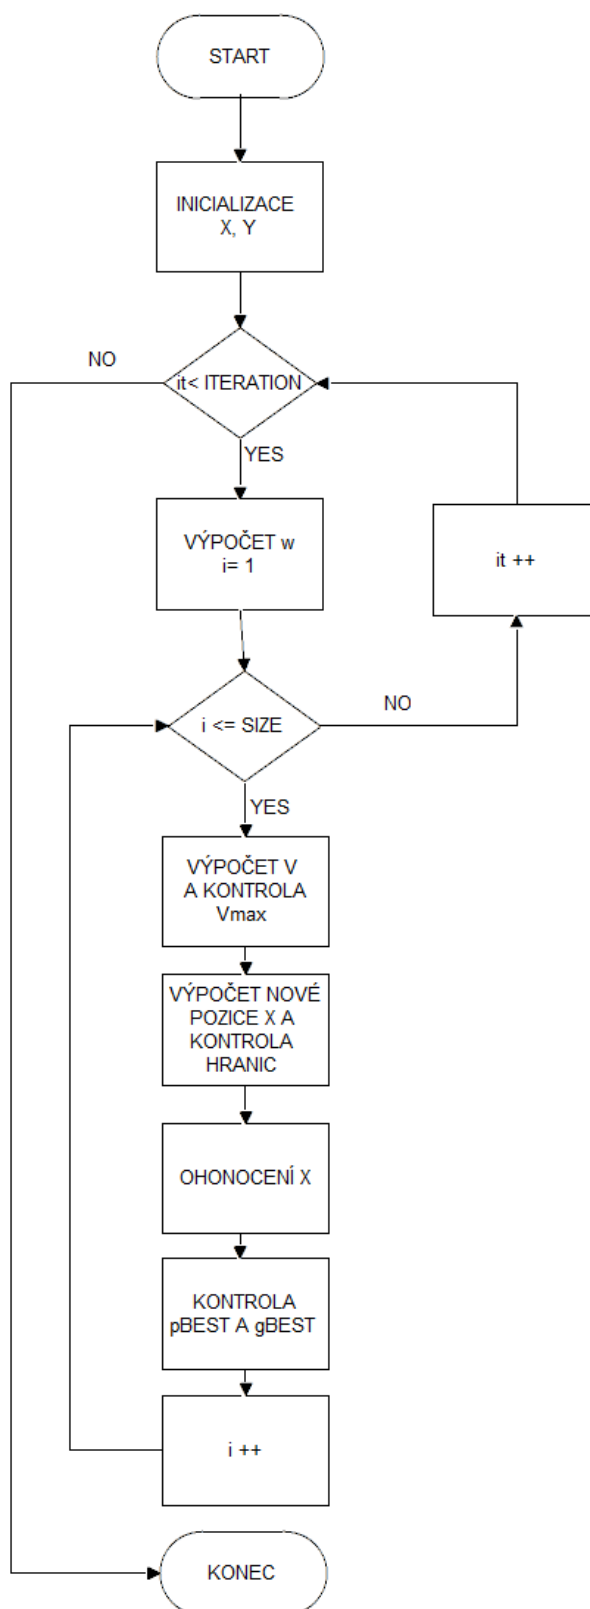 START
INICIALIZACE
X, Y
NO
it< ITERATION
YES
VÝPOČET w
i= 1
it ++
i <= SIZE
NO
YES
VÝPOČET V
A KONTROLA
Vmax
VÝPOČET NOVÉ
POZICE X A
KONTROLA
HRANIC
OHONOCENÍ X
KONTROLA
pBEST A gBEST
i ++
KONEC